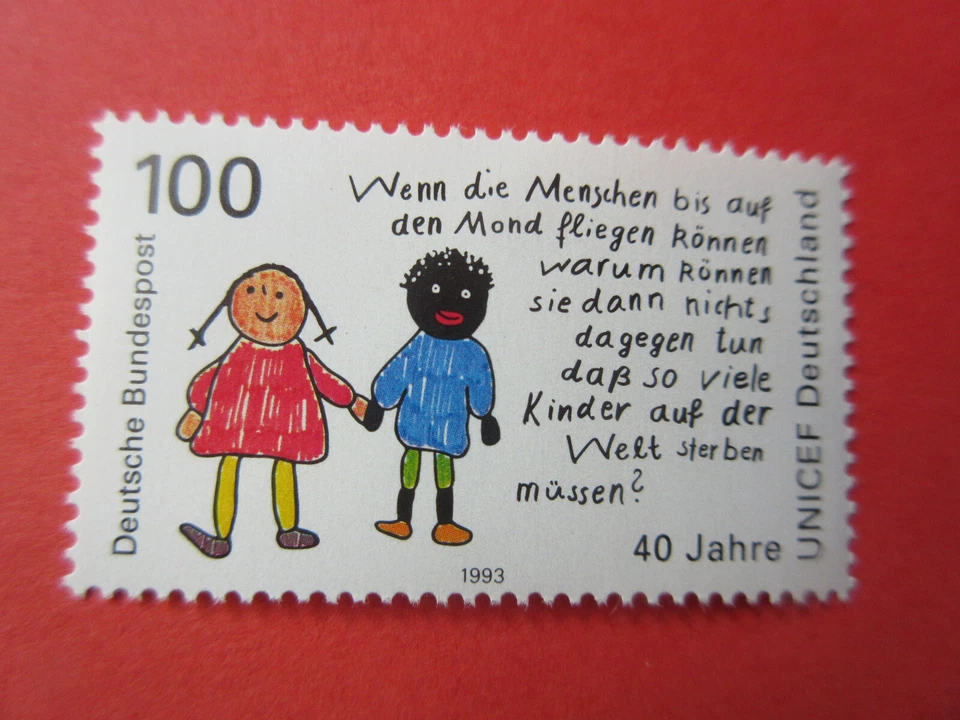 100
Deutsche Bundespost
Wenn die Menschen bis auf
den Mond fliegen können
warum können
sie dann nichts
dagegen tun
daß so viele
Kinder auf der
Welt sterben
müssen?
UNICEF Deutschland
40 Jahre
1993